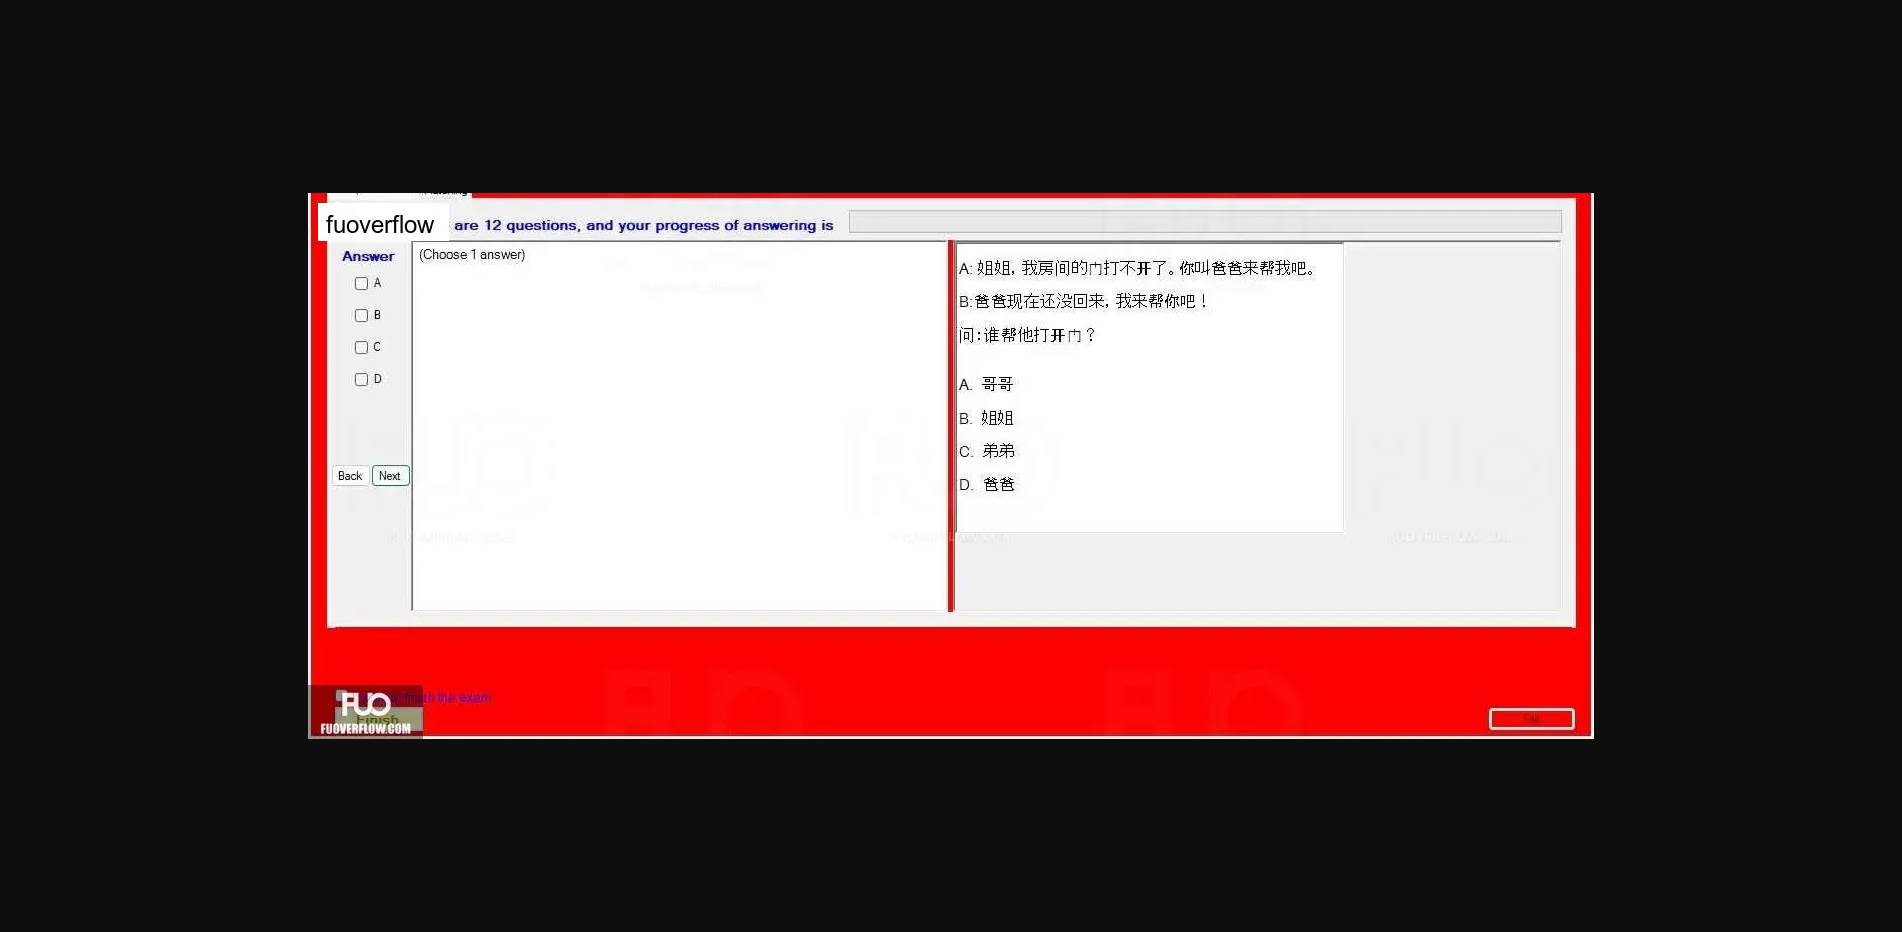 fuoverflow
are 12 questions, and your progress of answering is
Answer
(Choose 1 answer)
A
B
C
D
Back
Next
A: 姐姐, 我房间的门打不开了。你叫爸爸来帮我吧。
B:爸爸现在还没回来, 我来帮你吧！
问:谁帮他打开门？
A. 哥哥
B. 姐姐
C. 弟弟
D. 爸爸
the exam
Finish
FUO
FUOVERFLOW.COM
Exit